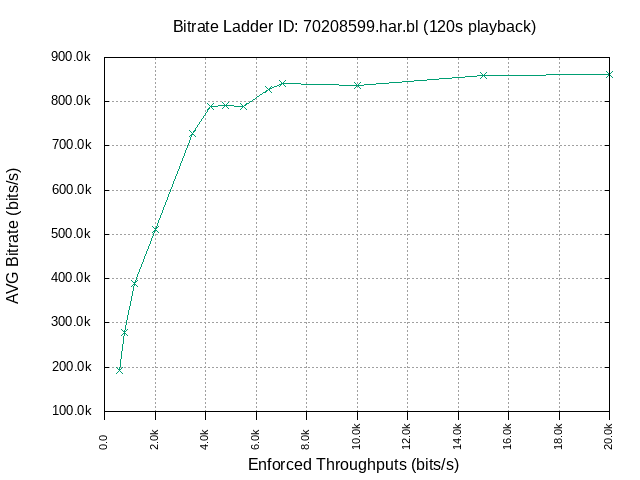 Bitrate Ladder ID: 70208599.har.bl (120s playback)
900.0k
800.0k
700.0k
600.0k
500.0k
400.0k
300.0k
200.0k
100.0k
AVG Bitrate (bits/s)
0.0 2.0k 4.0k 6.0k 8.0k 10.0k 12.0k 14.0k 16.0k 18.0k 20.0k
Enforced Throughputs (bits/s)